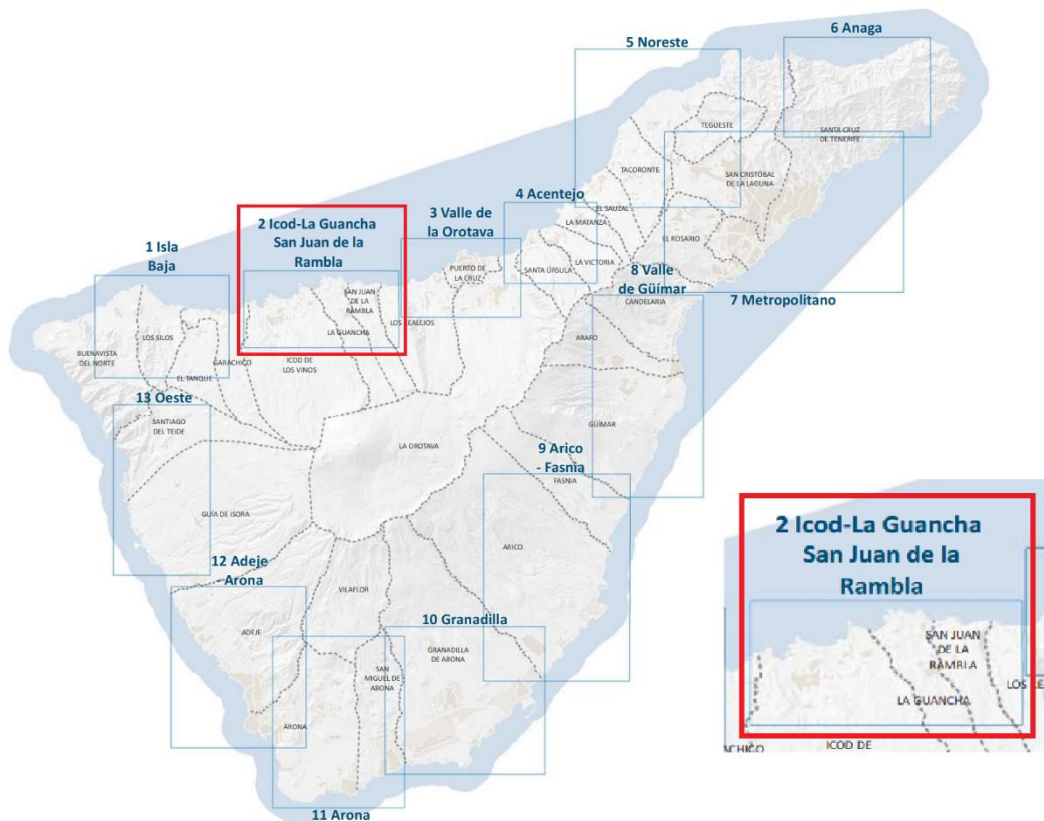 6 Anaga
5 Noreste
TEGUESTE
SANTA CRUZ
DE TENERIFE
TACORONTE
SAN CRISTÓBAL
DE LA LAGUNA
4 Acentejo
EL SAUZAL
3 Valle de
la Orotava
LA MATANZA
2 Icod-La Guancha
San Juan de la
Rambla
EL ROSARIO
1 Isla
Baja
LA VICTORIA
PUERTO DE
LA CRUZ
SANTA ÚRSULA
8 Valle
de Güímar
7 Metropolitano
SAN JUAN
DE LA
RAMBLA
CANDELARIA
LOS REALEJOS
LA GUANCHA
LOS SILOS
ARAFO
BUENAVISTA
DEL NORTE
GARACHICO
ICOD DE
LOS VINOS
EL TANQUE
13 Oeste
SANTIAGO
DEL TEIDE
GÜÍMAR
LA OROTAVA
9 Arico
- Fasnia
FASNIA
GUÍA DE ISORA
ARICO
12 Adeje
- Arona
VILAFLOR
10 Granadilla
ADEJE
GRANADILLA
DE ABONA
SAN
MIGUEL DE
ABONA
ARONA
11 Arona
2 Icod-La Guancha
San Juan de la
Rambla
SAN JUAN
DE LA
RAMBLA
LOS RE
LA GUANCHA
ACHICO
ICOD DE